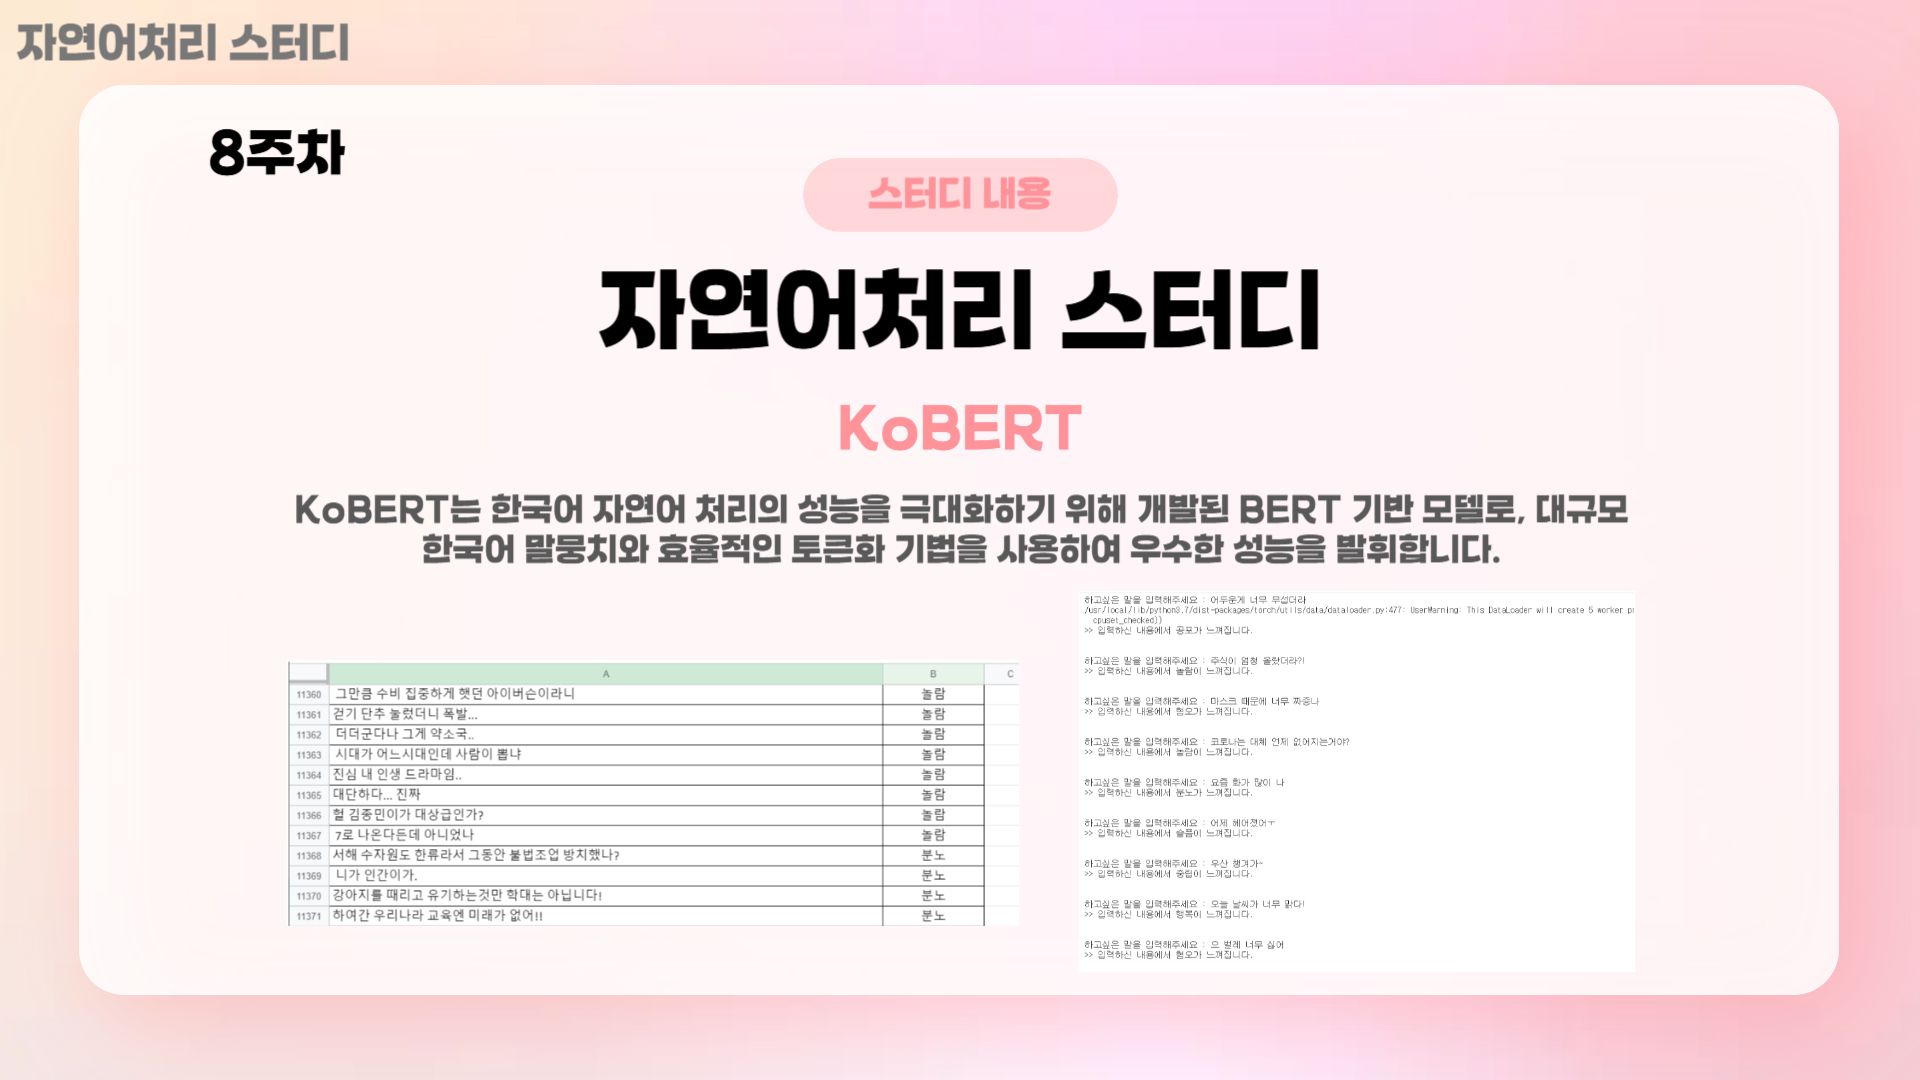 자연어처리 스터디
8주차
스터디 내용
자연어처리 스터디
KoBERT
KoBERT는 한국어 자연어 처리의 성능을 극대화하기 위해 개발된 BERT 기반 모델로, 대규모
한국어 말뭉치와 효율적인 토큰화 기법을 사용하여 우수한 성능을 발휘합니다.
A B C
11360 그만큼 수비 집중하게 햇던 아이버슨이라니 놀람
11361 걷기 단추 눌렀더니 폭발... 놀람
11362 더더군다나 그게 약소국.. 놀람
11363 시대가 어느시대인데 사람이 뽑냐 놀람
11364 진심 내 인생 드라마임.. 놀람
11365 대단하다... 진짜 놀람
11366 헐 김종민이가 대상급인가? 놀람
11367 7로 나온다든데 아니었나 놀람
11368 서해 수자원도 한류라서 그동안 불법조업 방치했나? 분노
11369 니가 인간이가. 분노
11370 강아지를 때리고 유기하는것만 학대는 아닙니다! 분노
11371 하여간 우리나라 교육엔 미래가 없어!! 분노
하고싶은 말을 입력해주세요 : 어두운게 너무 무섭더라
/usr/local/lib/python3.7/dist-packages/torch/utils/data/dataloader.py:477: UserWarning: This DataLoader will create 5 worker pr
cpuset_checked))
>> 입력하신 내용에서 공포가 느껴집니다.
하고싶은 말을 입력해주세요 : 주식이 엄청 올랐더라?!
>> 입력하신 내용에서 놀람이 느껴집니다.
하고싶은 말을 입력해주세요 : 마스크 때문에 너무 짜증나
>> 입력하신 내용에서 혐오가 느껴집니다.
하고싶은 말을 입력해주세요 : 코로나는 대체 언제 없어지는거야?
>> 입력하신 내용에서 놀람이 느껴집니다.
하고싶은 말을 입력해주세요 : 요즘 화가 많이 나
>> 입력하신 내용에서 분노가 느껴집니다.
하고싶은 말을 입력해주세요 : 어제 헤어졌어ㅜ
>> 입력하신 내용에서 슬픔이 느껴집니다.
하고싶은 말을 입력해주세요 : 우산 챙겨가~
>> 입력하신 내용에서 중립이 느껴집니다.
하고싶은 말을 입력해주세요 : 오늘 날씨가 너무 맑다!
>> 입력하신 내용에서 행복이 느껴집니다.
하고싶은 말을 입력해주세요 : 으 벌레 너무 싫어
>> 입력하신 내용에서 혐오가 느껴집니다.